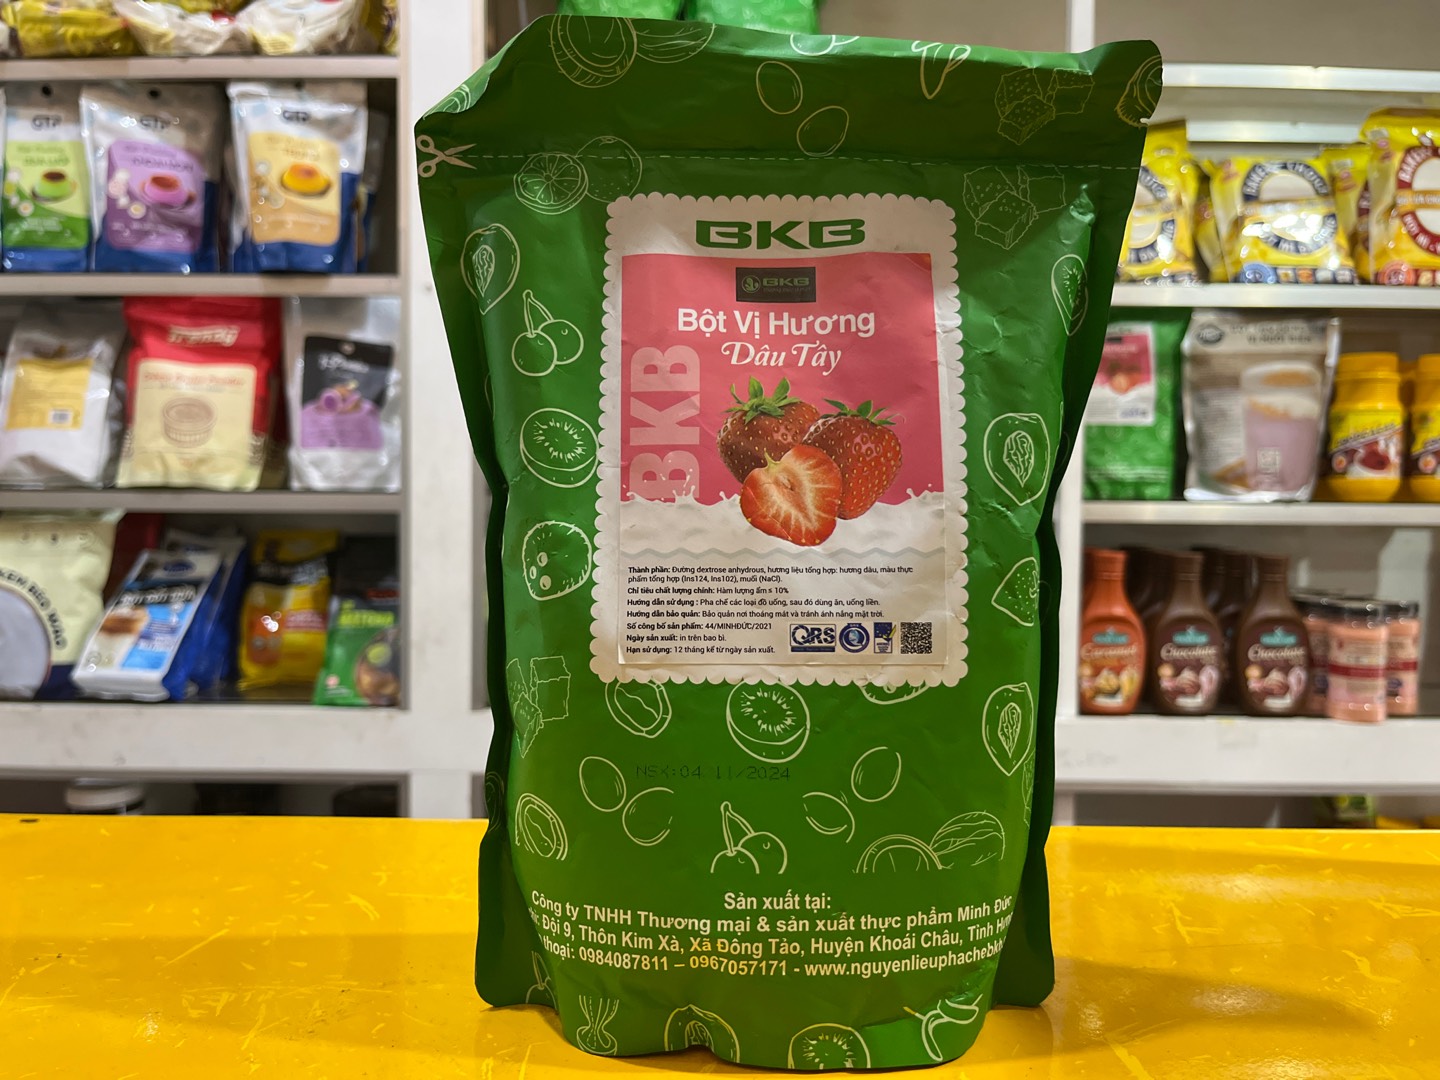 BKB
BKB
Bột Vị Hương
Dâu Tây
BKB
Thành phần: Đường dextrose anhydrous, hương liệu tổng hợp: hương dâu, màu thực
phẩm tổng hợp (Ins124, Ins102), muối (NaCl).
Chỉ tiêu chất lượng chính: Hàm lượng ẩm ≤ 10%
Hướng dẫn sử dụng : Pha chế các loại đồ uống, sau đó dùng ăn, uống liền.
Hướng dẫn bảo quản: Bảo quản nơi thoáng mát và tránh ánh nắng mặt trời.
Số công bố sản phẩm: 44/MINHĐỨC/2021
Ngày sản xuất: in trên bao bì.
Hạn sử dụng: 12 tháng kể từ ngày sản xuất.
QRS
NSX:04/11/2024
Sản xuất tại:
Công ty TNHH Thương mại & sản xuất thực phẩm Minh Đức
Đội 9, Thôn Kim Xà, Xã Đông Tảo, Huyện Khoái Châu, Tỉnh
thoại: 0984087811 – 0967057171 - www.nguyenlieuphachebkb
GTP
GTP
GTP
Trendy
Caramel
Chocolate
Chocolate